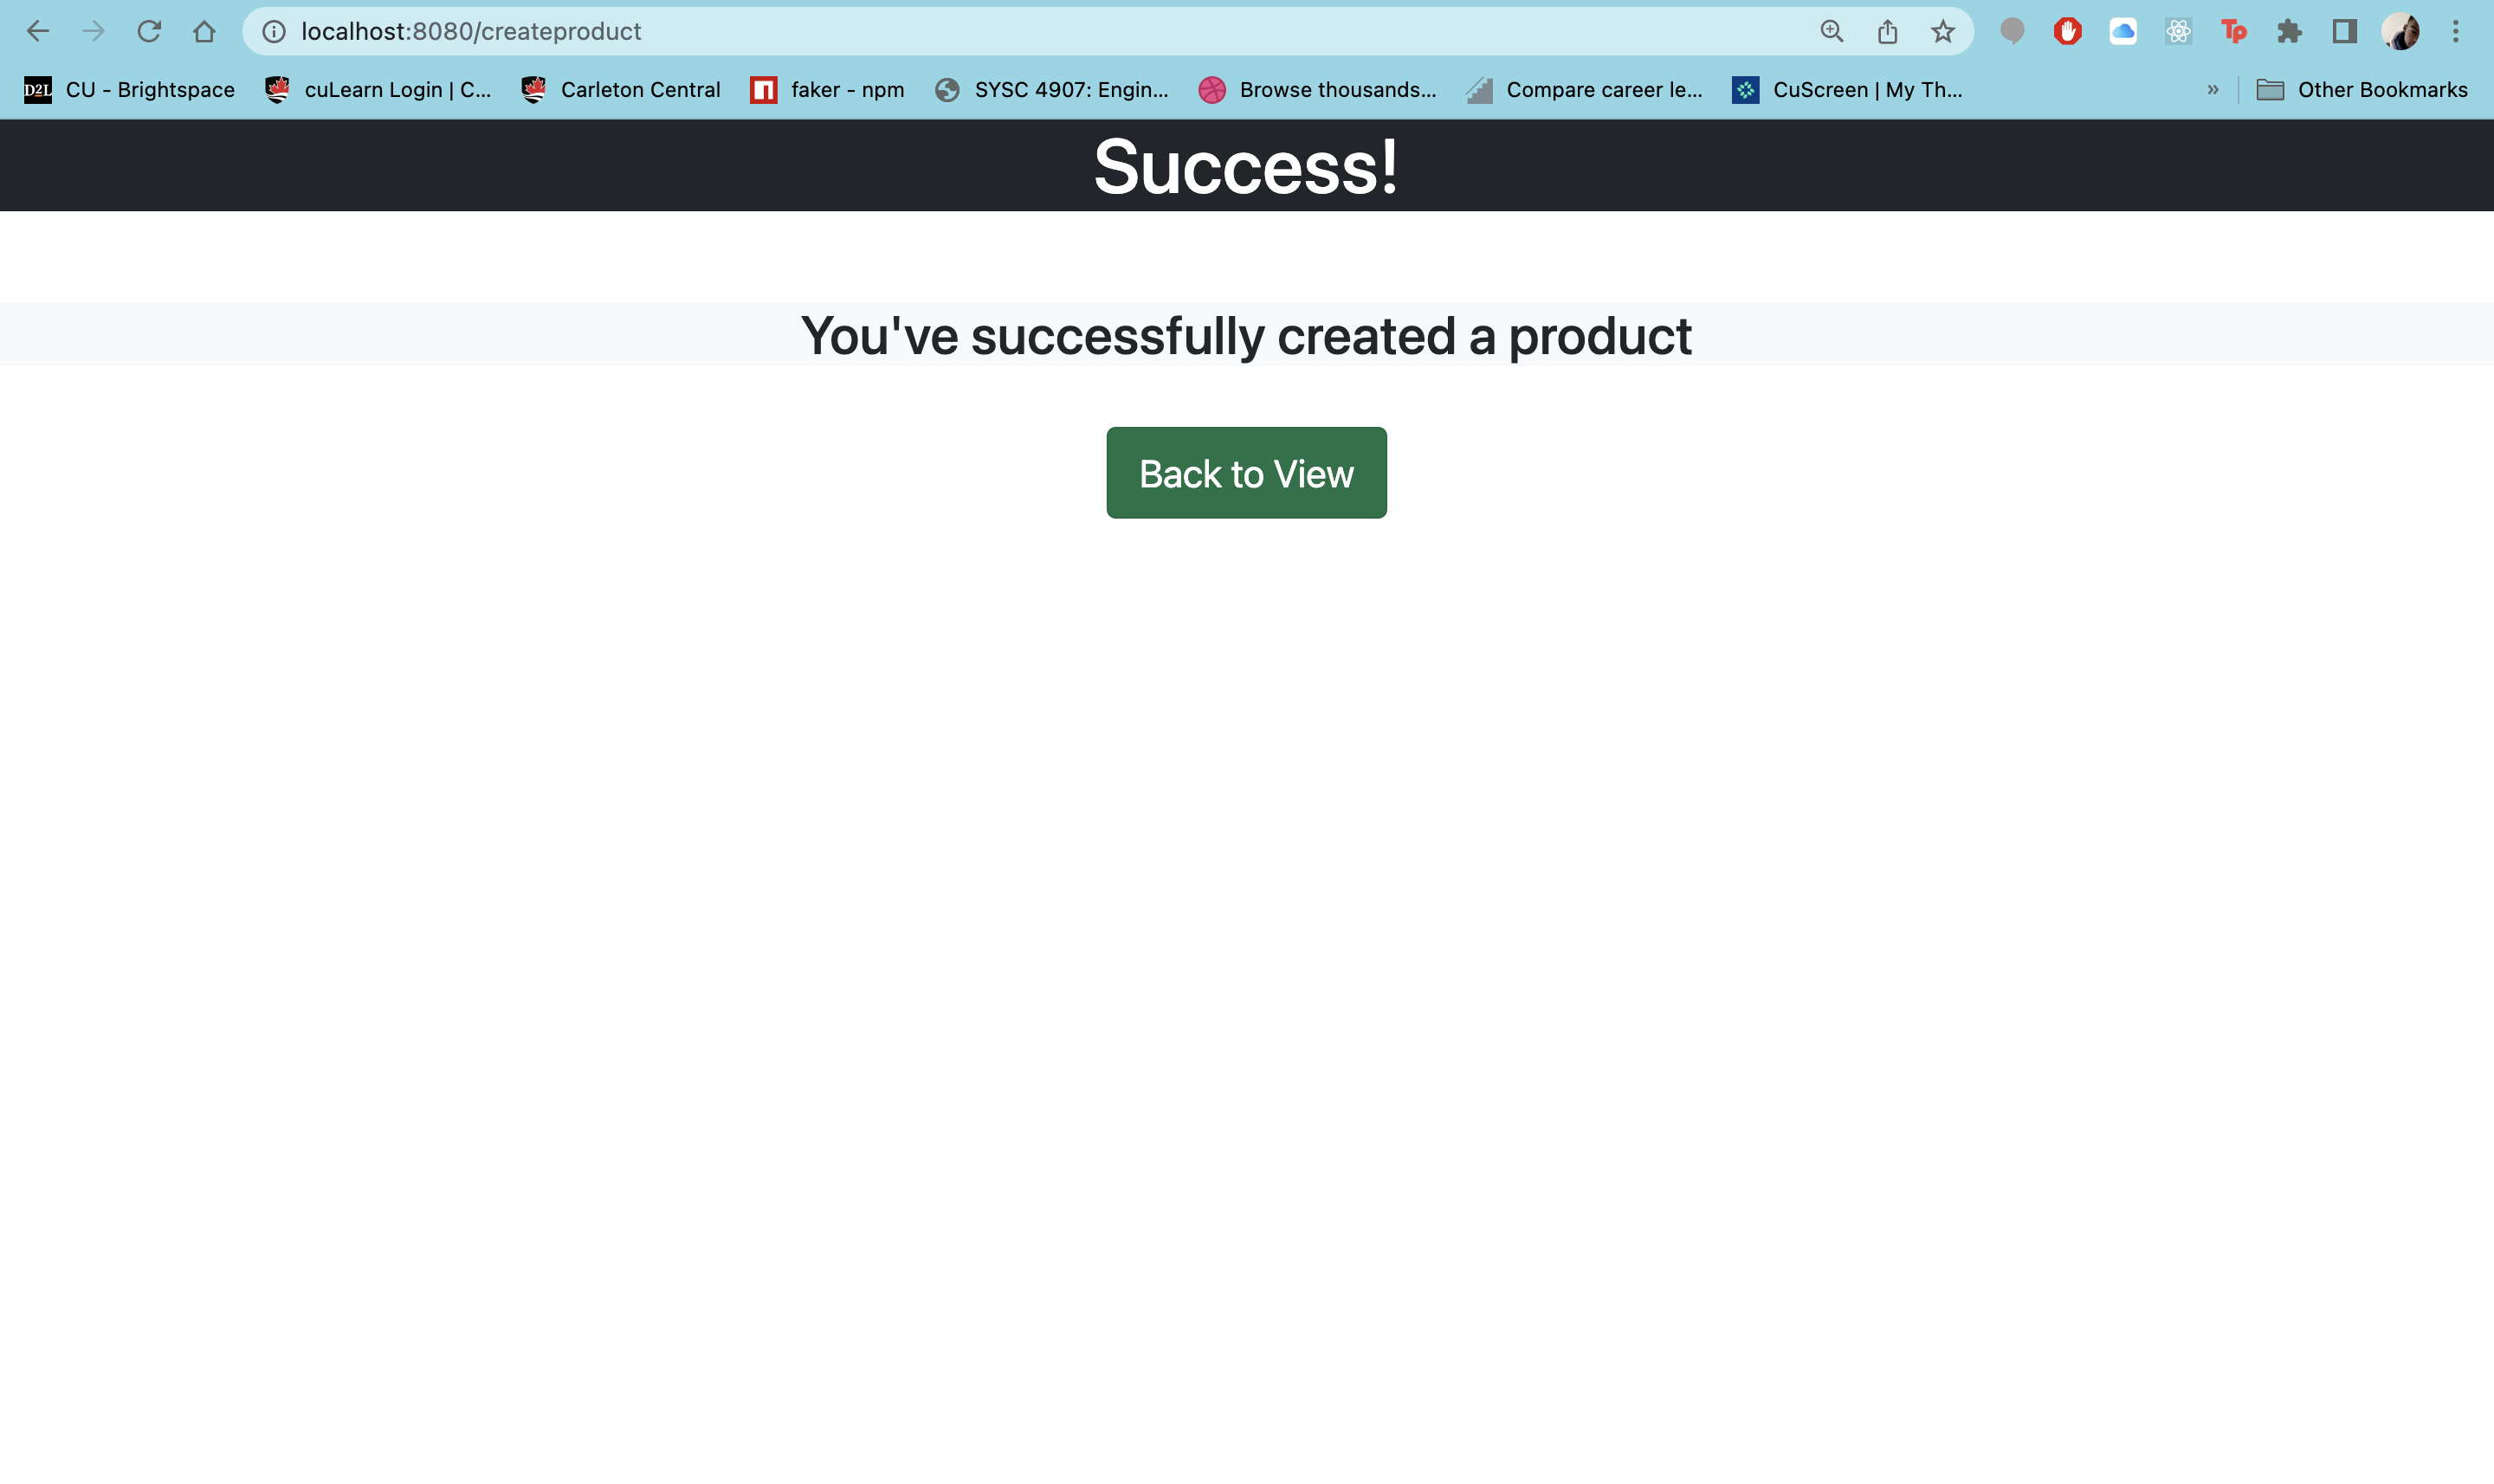 localhost:8080/createproduct
Tp
D2L CU - Brightspace cuLearn Login | C... Carleton Central faker - npm SYSC 4907: Engin... Browse thousands... Compare career le... CuScreen | My Th... » Other Bookmarks
Success!
You've successfully created a product
Back to View